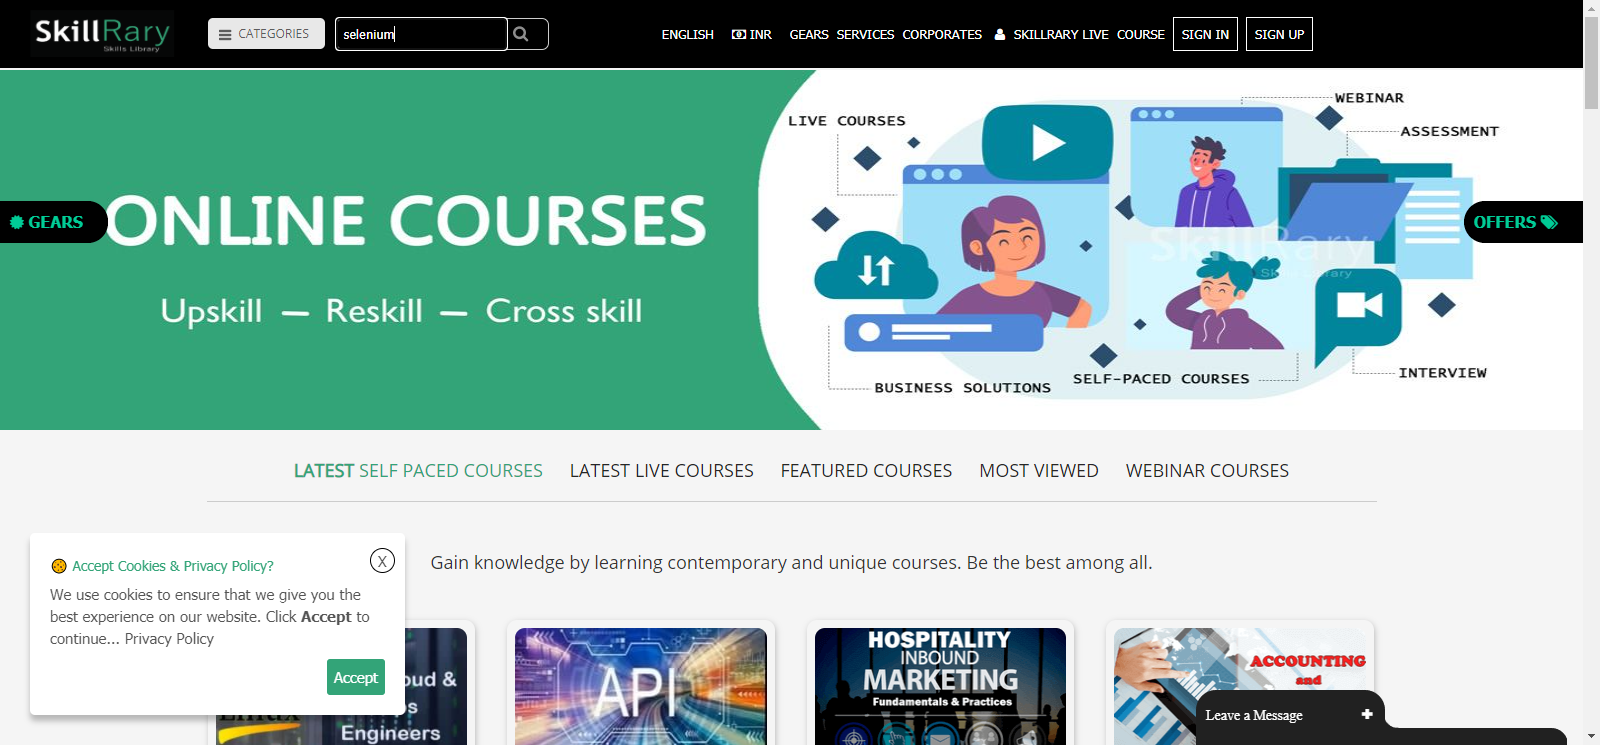 SkillRary
Skills Library
CATEGORIES
selenium
ENGLISH
INR
GEARS
SERVICES
CORPORATES
SKILLRARY LIVE
COURSE
SIGN IN
SIGN UP
LIVE COURSES
WEBINAR
ASSESSMENT
ONLINE COURSES
Upskill — Reskill — Cross skill
GEARS
OFFERS
SkillRary
Skills Library
BUSINESS SOLUTIONS
SELF-PACED COURSES
INTERVIEW
LATEST SELF PACED COURSES
LATEST LIVE COURSES
FEATURED COURSES
MOST VIEWED
WEBINAR COURSES
Gain knowledge by learning contemporary and unique courses. Be the best among all.
Accept Cookies & Privacy Policy?
X
We use cookies to ensure that we give you the
best experience on our website. Click Accept to
continue... Privacy Policy
Accept
oud &
s
Engineers
API
HOSPITALITY
INBOUND
MARKETING
Fundamentals & Practices
ACCOUNTING
and
Leave a Message